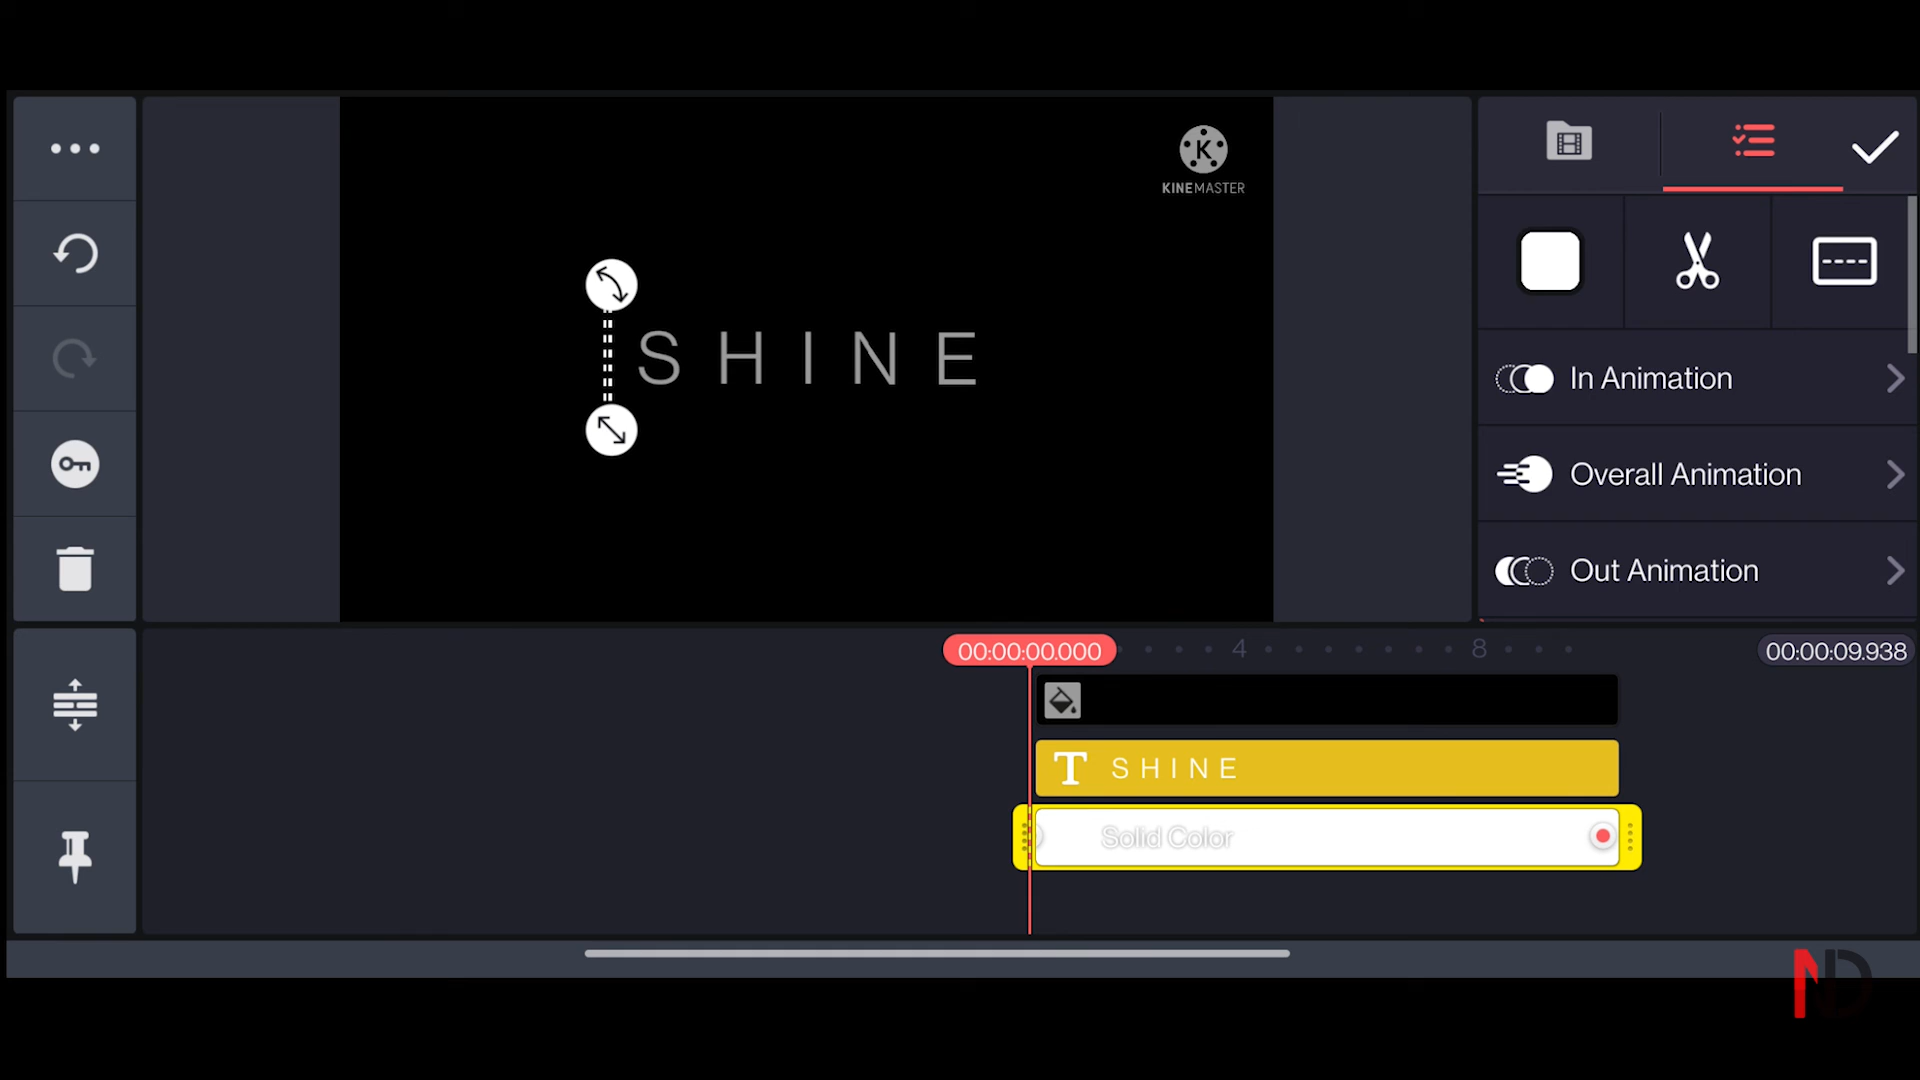 KINEMASTER
SHINE
In Animation
Overall Animation
Out Animation
00:00:00.000
4
8
00:00:09.938
T SHINE
Solid Color
ND